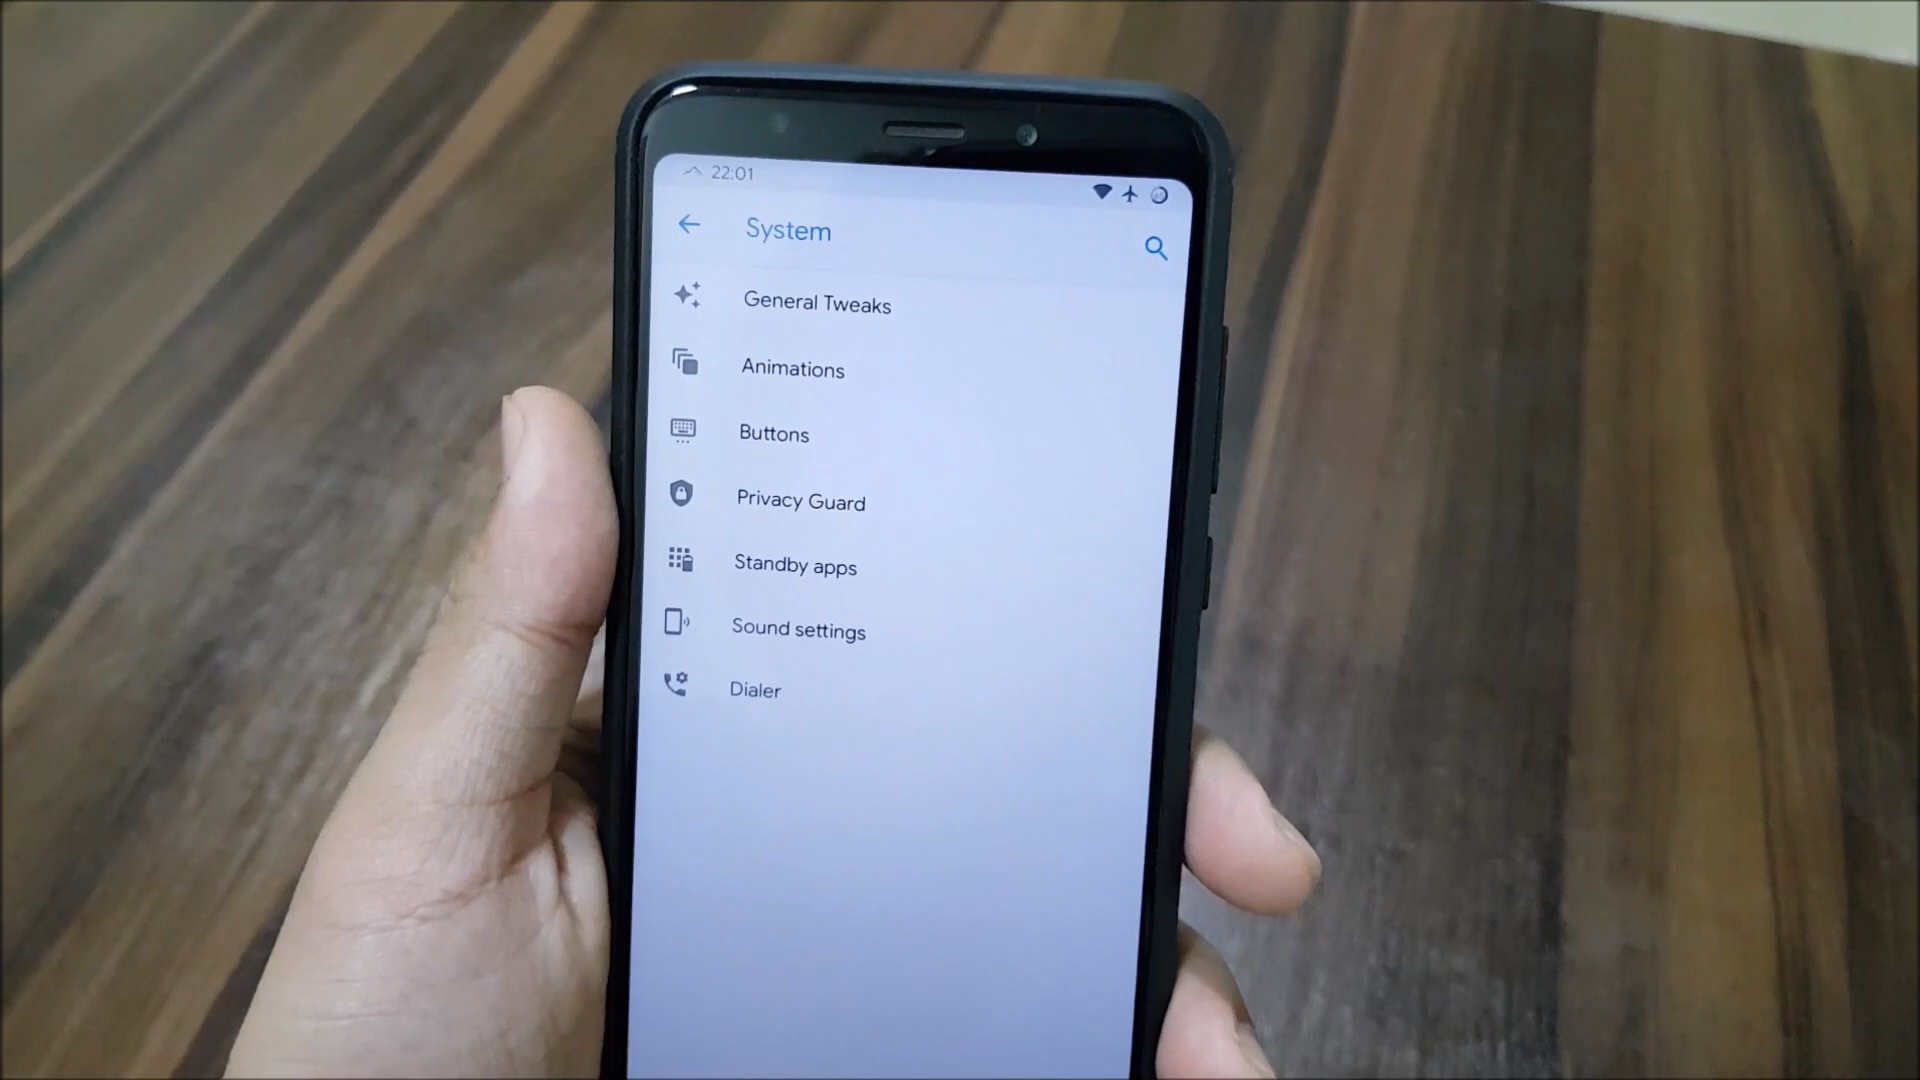 22:01
System
General Tweaks
Animations
Buttons
Privacy Guard
Standby apps
Sound settings
Dialer